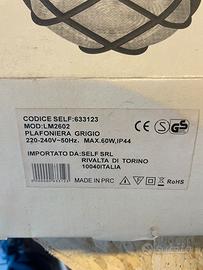 CODICE SELF:633123
MOD:LM2602
PLAFONIERA GRIGIO
220-240V~50Hz. MAX.60W,IP44
IMPORTATO DA:SELF SRL
RIVALTA DI TORINO
10040ITALIA
MADE IN PRC
RoHS
subito